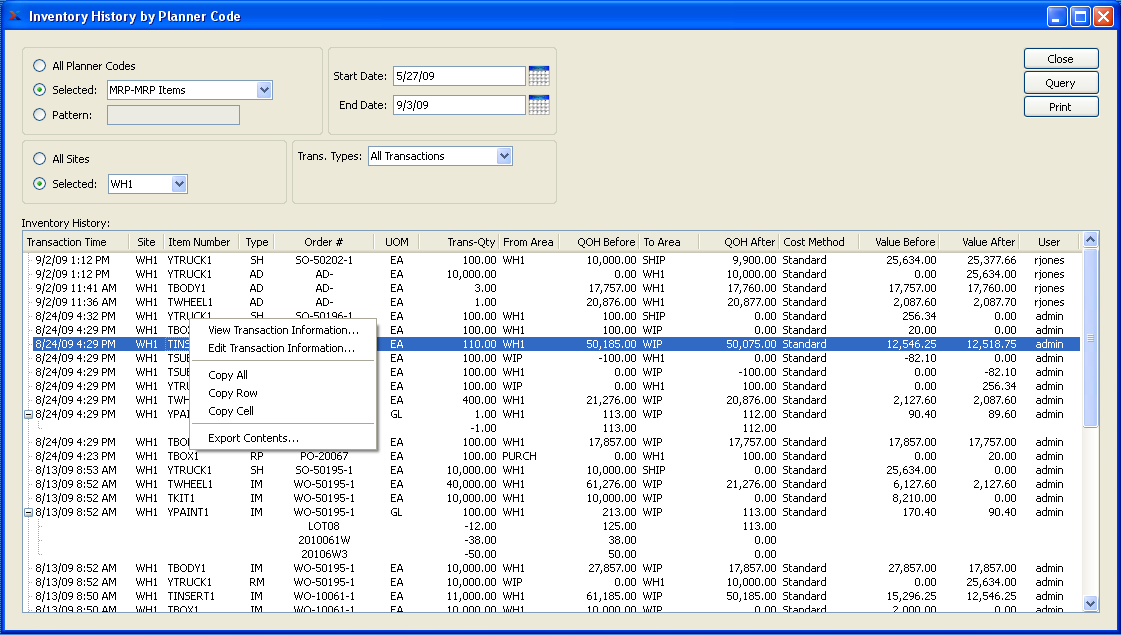 Inventory History by Planner Code
All Planner Codes
Selected: MRP-MRP Items
Pattern:
Start Date: 5/27/09
End Date: 9/3/09
Close
Query
Print
All Sites
Selected: WH1
Trans. Types: All Transactions
Inventory History:
Transaction Time Site Item Number Type Order # UOM Trans-Qty From Area QOH Before To Area QOH After Cost Method Value Before Value After User
9/2/09 1:12 PM WH1 YTRUCK1 SH SO-50202-1 EA 100.00 WH1 10,000.00 SHIP 9,900.00 Standard 25,634.00 25,377.66 rjones
9/2/09 1:12 PM WH1 YTRUCK1 AD AD- EA 10,000.00 0.00 WH1 10,000.00 Standard 0.00 25,634.00 rjones
9/2/09 11:41 AM WH1 TBODY1 AD AD- EA 3.00 17,757.00 WH1 17,760.00 Standard 17,757.00 17,760.00 rjones
9/2/09 11:36 AM WH1 TWHEEL1 AD AD- EA 1.00 20,876.00 WH1 20,877.00 Standard 2,087.60 2,087.70 rjones
8/24/09 4:32 PM WH1 YTRUCK1 SH SO-50196-1 EA 100.00 WH1 100.00 SHIP 0.00 Standard 256.34 0.00 admin
8/24/09 4:29 PM WH1 TBO EA 100.00 WH1 100.00 WIP 0.00 Standard 20.00 0.00 admin
8/24/09 4:29 PM WH1 TINS EA 110.00 WH1 50,185.00 WIP 50,075.00 Standard 12,546.25 12,518.75 admin
8/24/09 4:29 PM WH1 TSUE EA 100.00 WIP -100.00 WH1 0.00 Standard -82.10 0.00 admin
8/24/09 4:29 PM WH1 TSUE EA 100.00 WH1 0.00 WIP -100.00 Standard 0.00 -82.10 admin
8/24/09 4:29 PM WH1 YTRU EA 100.00 WIP 0.00 WH1 100.00 Standard 0.00 256.34 admin
8/24/09 4:29 PM WH1 TWH EA 400.00 WH1 21,276.00 WIP 20,876.00 Standard 2,127.60 2,087.60 admin
8/24/09 4:29 PM WH1 YPAI GL 1.00 WH1 113.00 WIP 112.00 Standard 90.40 89.60 admin
-1.00 113.00 112.00
8/24/09 4:29 PM WH1 TBO EA 100.00 WH1 17,857.00 WIP 17,757.00 Standard 17,857.00 17,757.00 admin
8/24/09 4:23 PM WH1 TBOX1 RP PO-20067 EA 100.00 PURCH 0.00 WH1 100.00 Standard 0.00 20.00 admin
8/13/09 8:53 AM WH1 YTRUCK1 SH SO-50195-1 EA 10,000.00 WH1 10,000.00 SHIP 0.00 Standard 25,634.00 0.00 admin
8/13/09 8:52 AM WH1 TWHEEL1 IM WO-50195-1 EA 40,000.00 WH1 61,276.00 WIP 21,276.00 Standard 6,127.60 2,127.60 admin
8/13/09 8:52 AM WH1 TKIT1 IM WO-50195-1 EA 10,000.00 WH1 10,000.00 WIP 0.00 Standard 8,210.00 0.00 admin
8/13/09 8:52 AM WH1 YPAINT1 IM WO-50195-1 GL 100.00 WH1 213.00 WIP 113.00 Standard 170.40 90.40 admin
LOT08 -12.00 125.00 113.00
2010061W -38.00 38.00 0.00
20106W3 -50.00 50.00 0.00
8/13/09 8:52 AM WH1 TBODY1 IM WO-50195-1 EA 10,000.00 WH1 27,857.00 WIP 17,857.00 Standard 27,857.00 17,857.00 admin
8/13/09 8:52 AM WH1 YTRUCK1 RM WO-50195-1 EA 10,000.00 WIP 0.00 WH1 10,000.00 Standard 0.00 25,634.00 admin
8/13/09 8:50 AM WH1 TINSERT1 IM WO-10061-1 EA 11,000.00 WH1 61,185.00 WIP 50,185.00 Standard 15,296.25 12,546.25 admin
8/13/09 8:50 AM WH1 TBOX1 IM WO-10061-1 EA 10,000.00 WH1 10,000.00 WIP 0.00 Standard 2,000.00 0.00 admin
View Transaction Information...
Edit Transaction Information...
Copy All
Copy Row
Copy Cell
Export Contents...